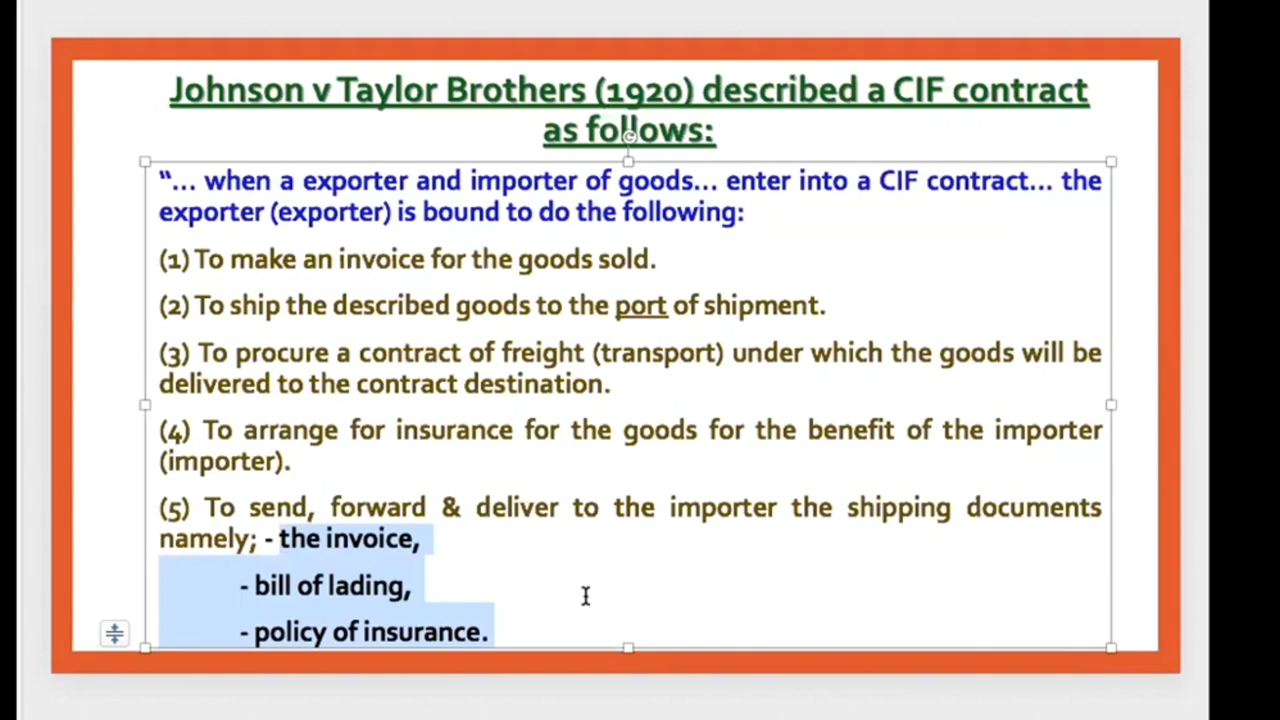 Johnson v Taylor Brothers (1920) described a CIF contract
as follows:
“... when a exporter and importer of goods... enter into a CIF contract... the
exporter (exporter) is bound to do the following:
(1) To make an invoice for the goods sold.
(2) To ship the described goods to the port of shipment.
(3) To procure a contract of freight (transport) under which the goods will be
delivered to the contract destination.
(4) To arrange for insurance for the goods for the benefit of the importer
(importer).
(5) To send, forward & deliver to the importer the shipping documents
namely; - the invoice,
- bill of lading,
- policy of insurance.